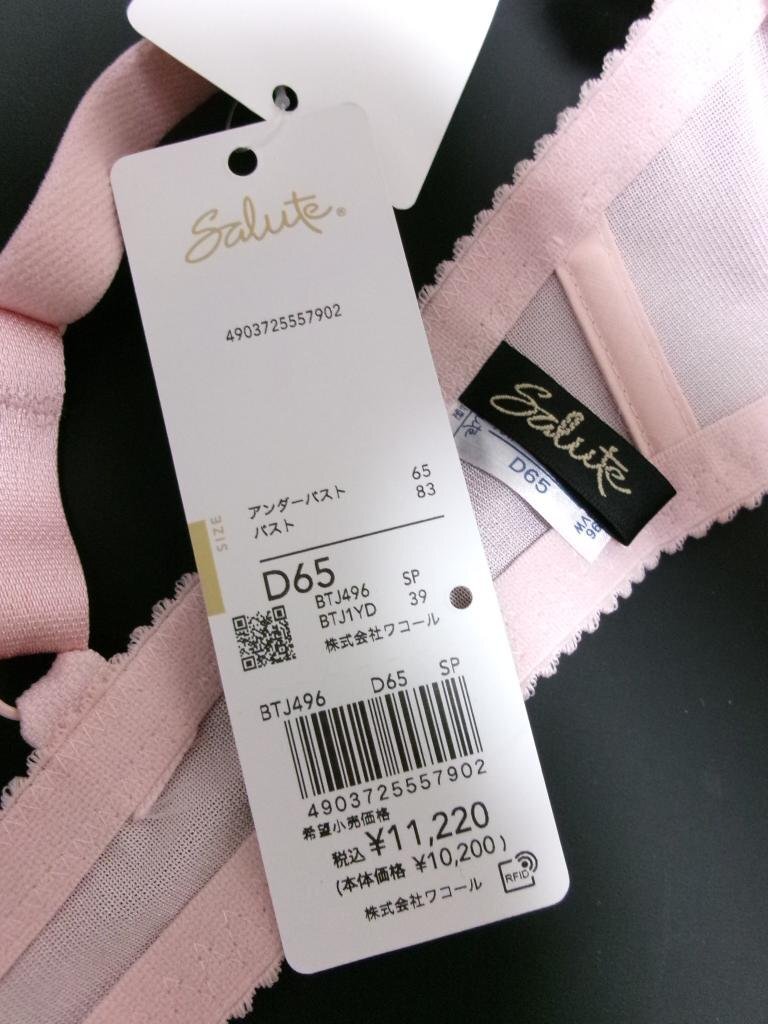 Salute®
4903725557902
SIZE
アンダーバスト 65
バスト 83
D65
BTJ496 SP
BTJ1YD 39
株式会社ワコール
BTJ496 D65 SP
4903725557902
希望小売価格
税込 ¥11,220
(本体価格 ¥10,200)
株式会社ワコール
RFID
Salute
D65